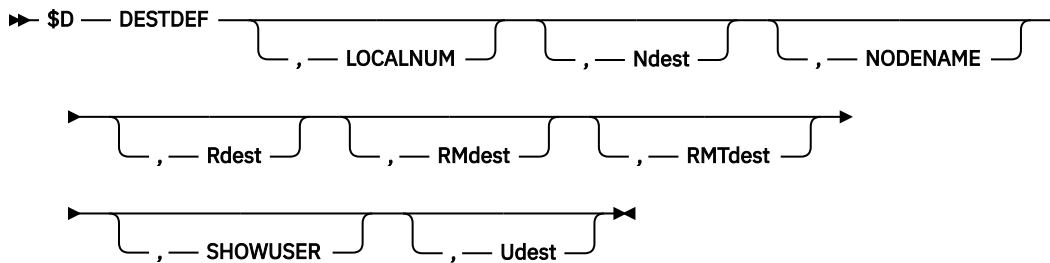 $D DESTDEF , LOCALNUM , Ndest , NODENAME
, Rdest , RMdest , RMTdest
, SHOWUSER , Udest